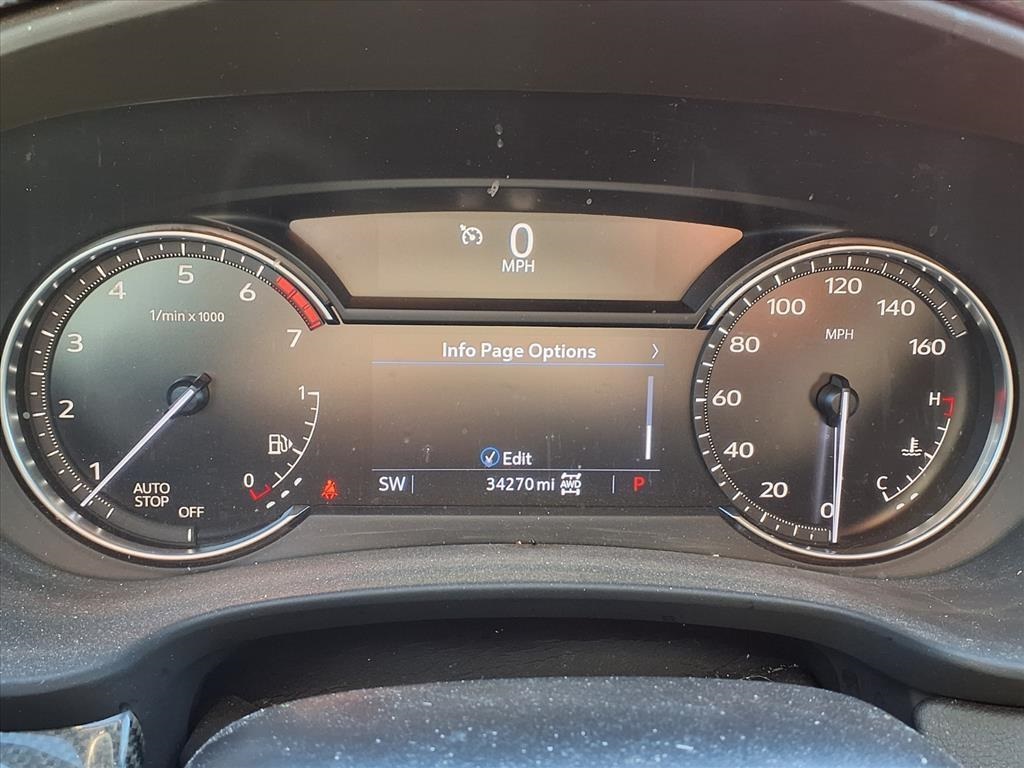 0
MPH
1/min x 1000
1
2
3
4
5
6
7
AUTO
STOP
OFF
1
0
Info Page Options
Edit
SW
34270 mi
AWD
P
MPH
0
20
40
60
80
100
120
140
160
H
C